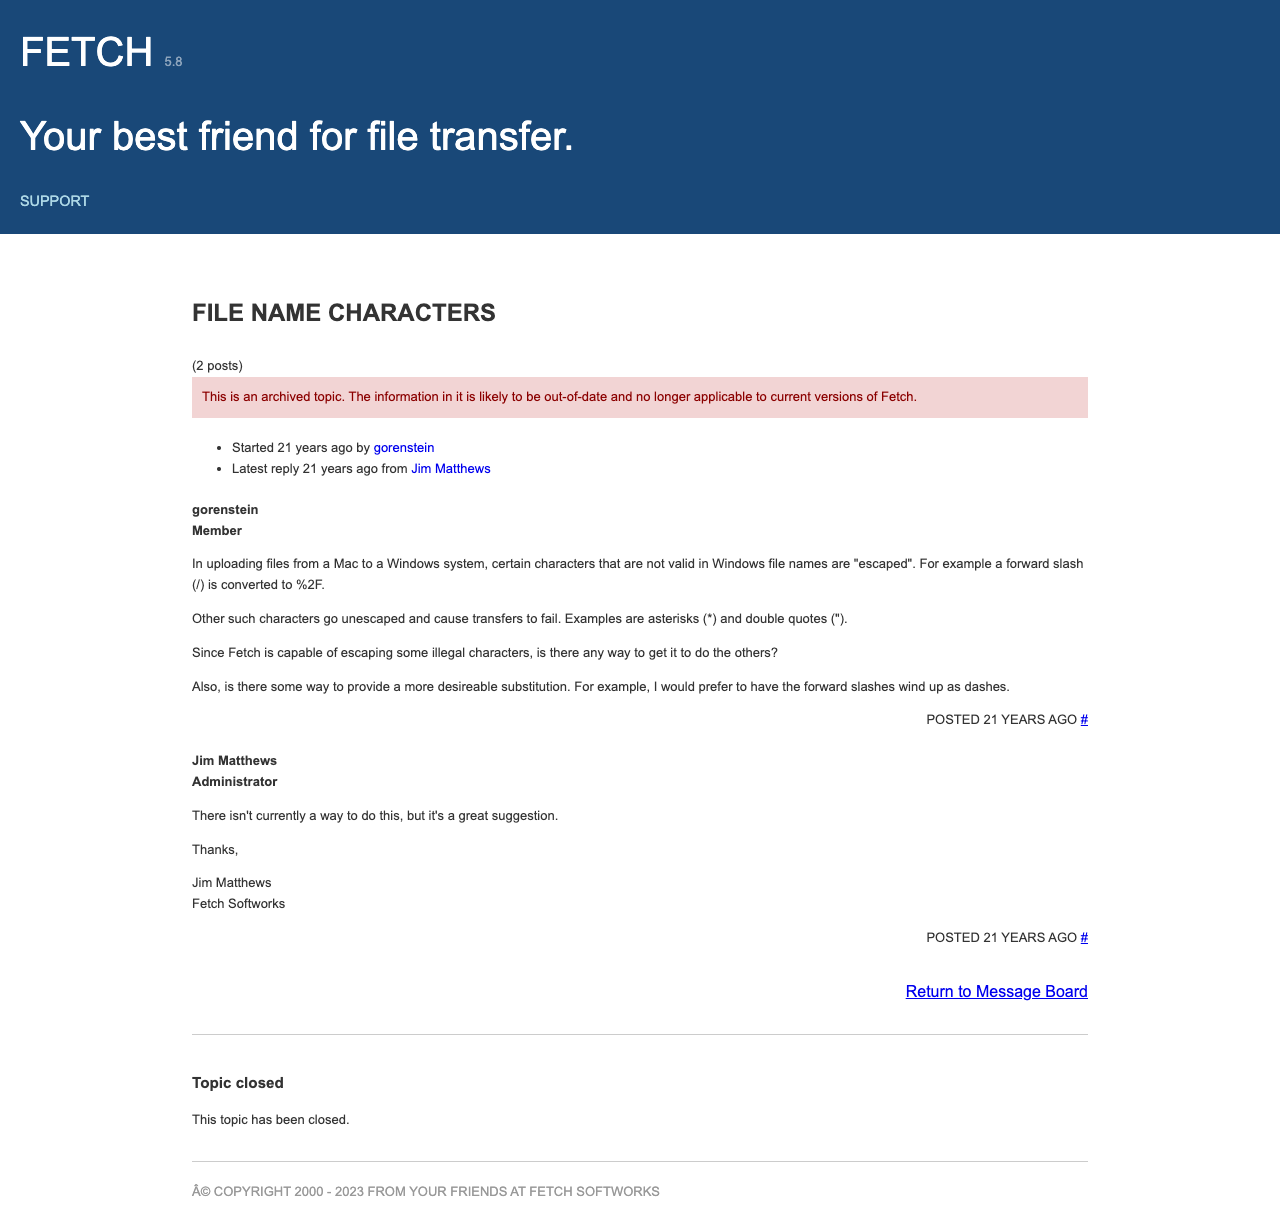 FETCH 5.8
Your best friend for file transfer.
SUPPORT
FILE NAME CHARACTERS
(2 posts)
This is an archived topic. The information in it is likely to be out-of-date and no longer applicable to current versions of Fetch.
• Started 21 years ago by gorenstein
• Latest reply 21 years ago from Jim Matthews
gorenstein
Member
In uploading files from a Mac to a Windows system, certain characters that are not valid in Windows file names are "escaped". For example a forward slash
(/) is converted to %2F.
Other such characters go unescaped and cause transfers to fail. Examples are asterisks (*) and double quotes (").
Since Fetch is capable of escaping some illegal characters, is there any way to get it to do the others?
Also, is there some way to provide a more desireable substitution. For example, I would prefer to have the forward slashes wind up as dashes.
POSTED 21 YEARS AGO #
Jim Matthews
Administrator
There isn't currently a way to do this, but it's a great suggestion.
Thanks,
Jim Matthews
Fetch Softworks
POSTED 21 YEARS AGO #
Return to Message Board
Topic closed
This topic has been closed.
Â© COPYRIGHT 2000 - 2023 FROM YOUR FRIENDS AT FETCH SOFTWORKS